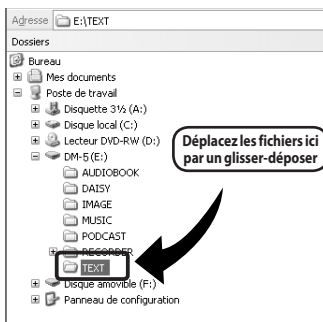 Adresse E:\TEXT
Dossiers
Bureau
Mes documents
Poste de travail
Disquette 3½ (A:)
Disque local (C:)
Lecteur DVD-RW (D:)
DM-5 (E:)
AUDIOBOOK
DAISY
IMAGE
MUSIC
PODCAST
RECORDER
TEXT
Disque amovible (F:)
Panneau de configuration
Déplacez les fichiers ici
par un glisser-déposer